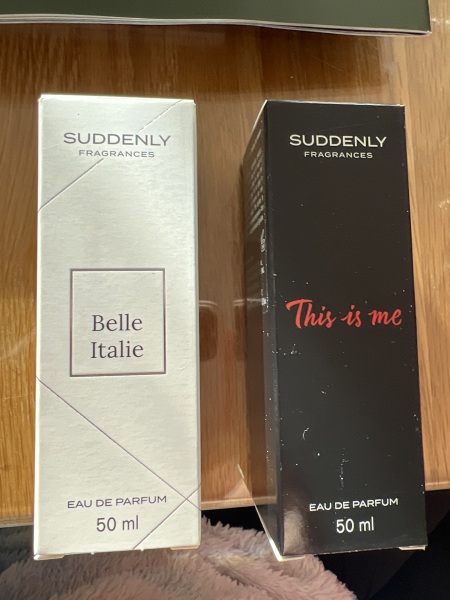 SUDDENLY
FRAGRANCES
Belle
Italie
EAU DE PARFUM
50 ml
SUDDENLY
FRAGRANCES
This is me
EAU DE PARFUM
50 ml